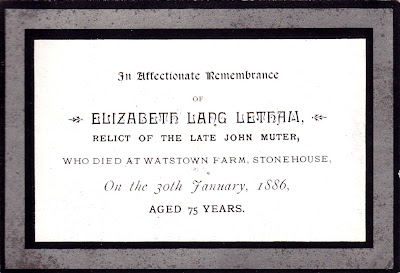 In Affectionate Remembrance
OF
ELIZABETH LANG LETHAM,
RELICT OF THE LATE JOHN MUTER,
WHO DIED AT WATSTOWN FARM, STONEHOUSE,
On the 30th January, 1886,
AGED 75 YEARS.